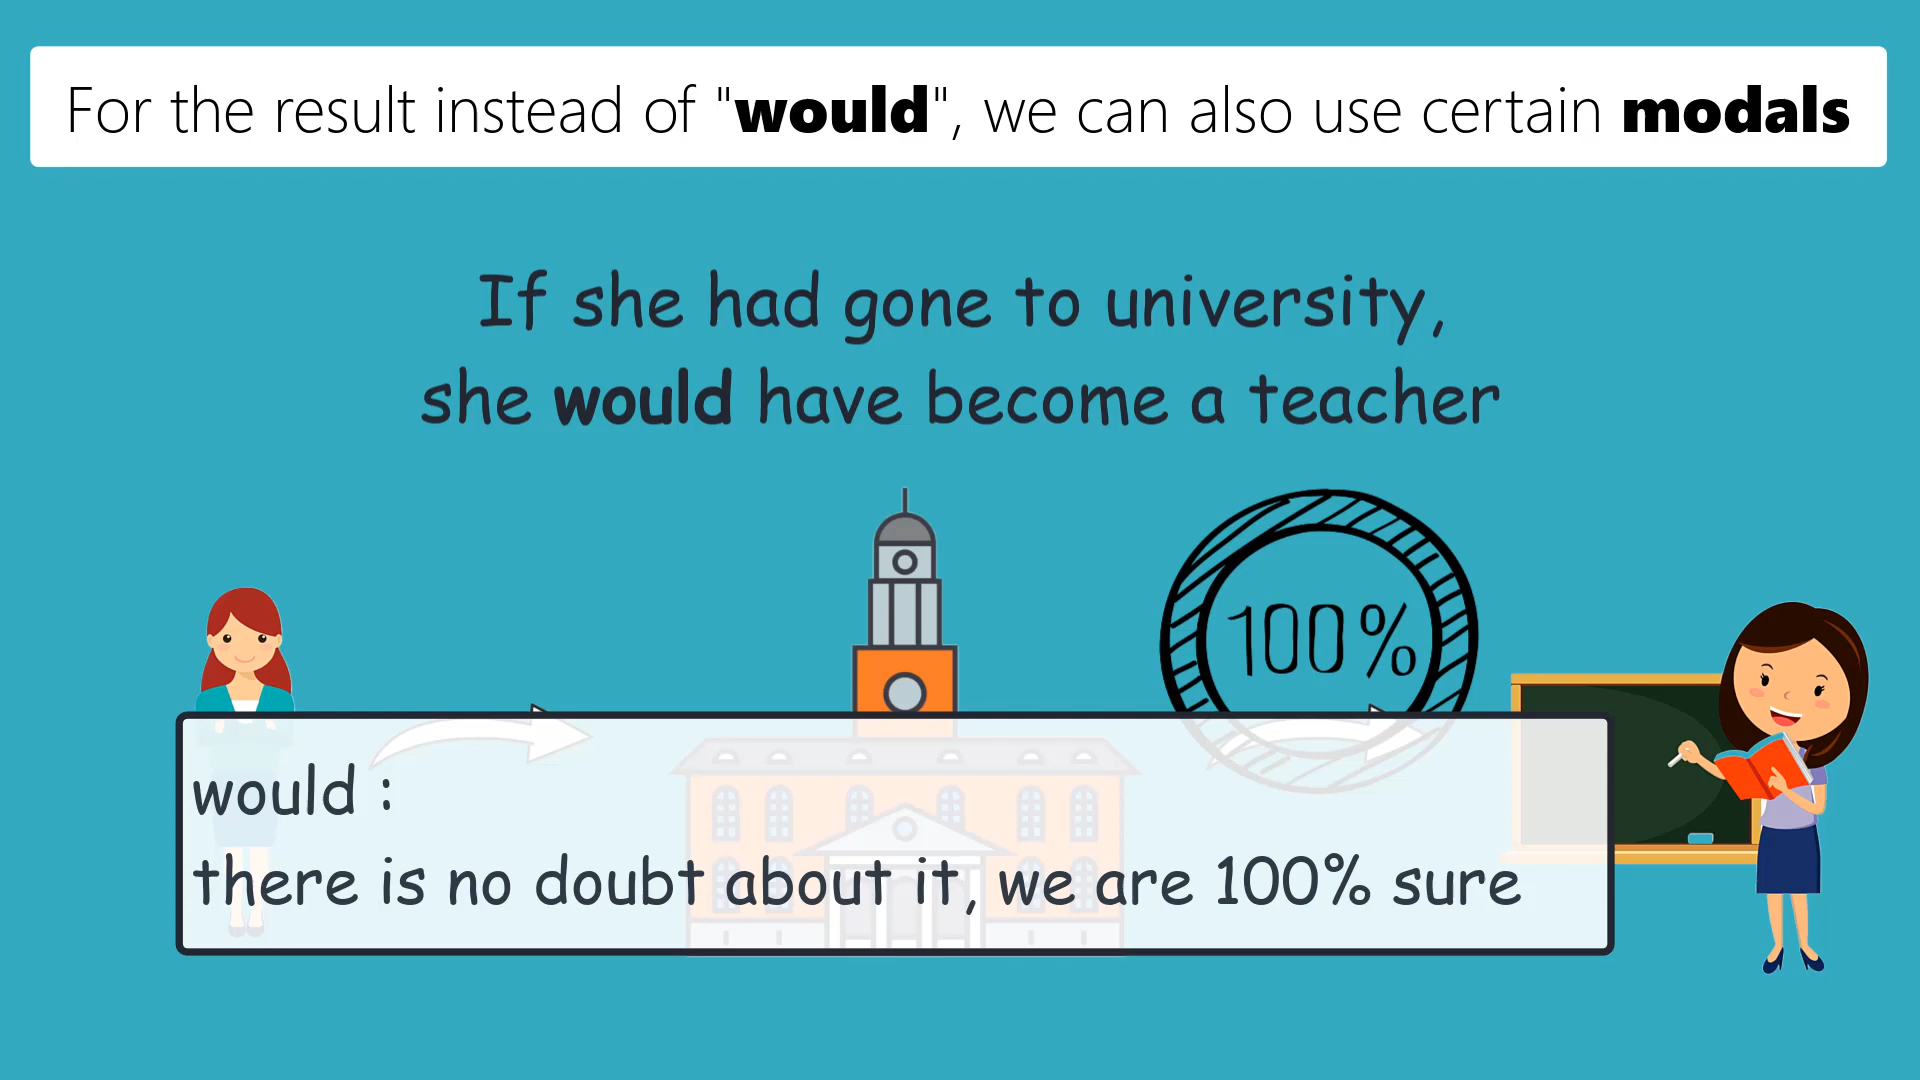 For the result instead of "would", we can also use certain modals
If she had gone to university,
she would have become a teacher
100%
would :
there is no doubt about it, we are 100% sure